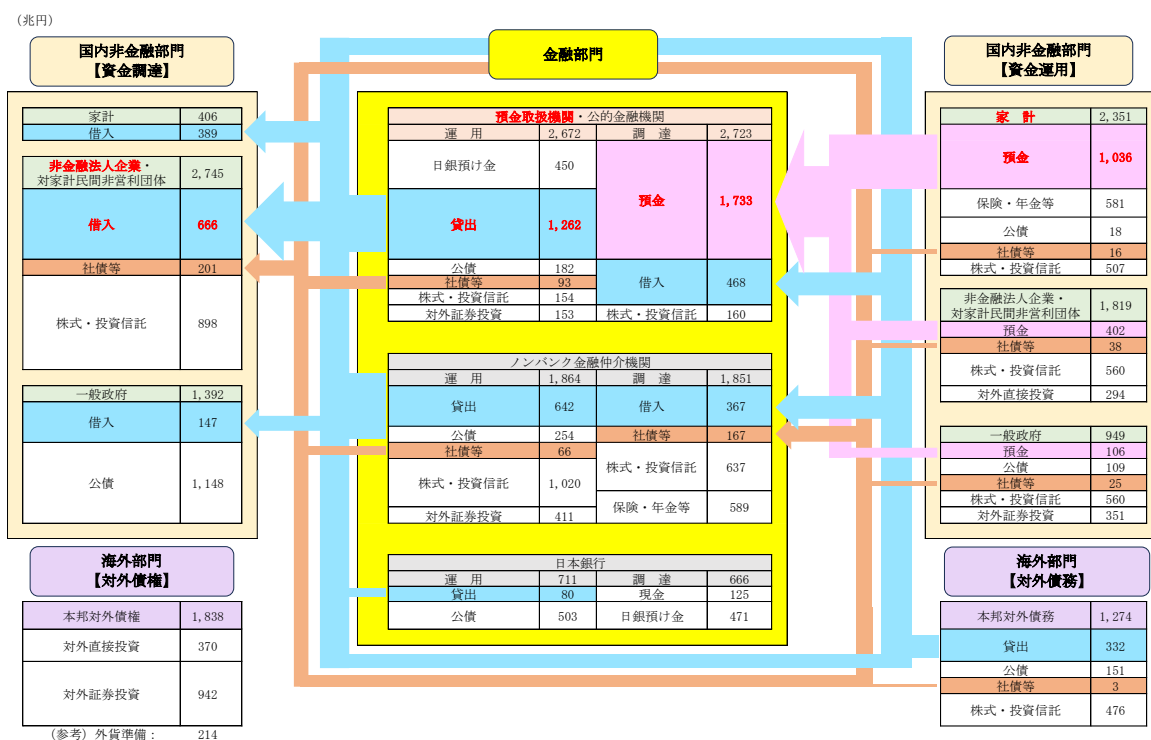 （兆円）
国内非金融部門
【資金調達】
家計 406
借入 389
非金融法人企業・
対家計民間非営利団体 2,745
借入 666
社債等 201
株式・投資信託 898
一般政府 1,392
借入 147
公債 1,148
海外部門
【対外債権】
本邦対外債権 1,838
対外直接投資 370
対外証券投資 942
（参考）外貨準備： 214
金融部門
預金取扱機関・公的金融機関
運　用 2,672 調　達 2,723
日銀預け金 450
預金 1,733
貸出 1,262
公債 182
借入 468
社債等 93
株式・投資信託 154
対外証券投資 153 株式・投資信託 160
ノンバンク金融仲介機関
運　用 1,864 調　達 1,851
貸出 642 借入 367
公債 254 社債等 167
社債等 66
株式・投資信託 637
株式・投資信託 1,020
保険・年金等 589
対外証券投資 411
日本銀行
運　用 711 調　達 666
貸出 80 現金 125
公債 503 日銀預け金 471
国内非金融部門
【資金運用】
家　計 2,351
預金 1,036
保険・年金等 581
公債 18
社債等 16
株式・投資信託 507
非金融法人企業・
対家計民間非営利団体 1,819
預金 402
社債等 38
株式・投資信託 560
対外直接投資 294
一般政府 949
預金 106
公債 109
社債等 25
株式・投資信託 560
対外証券投資 351
海外部門
【対外債務】
本邦対外債務 1,274
貸出 332
公債 151
社債等 3
株式・投資信託 476